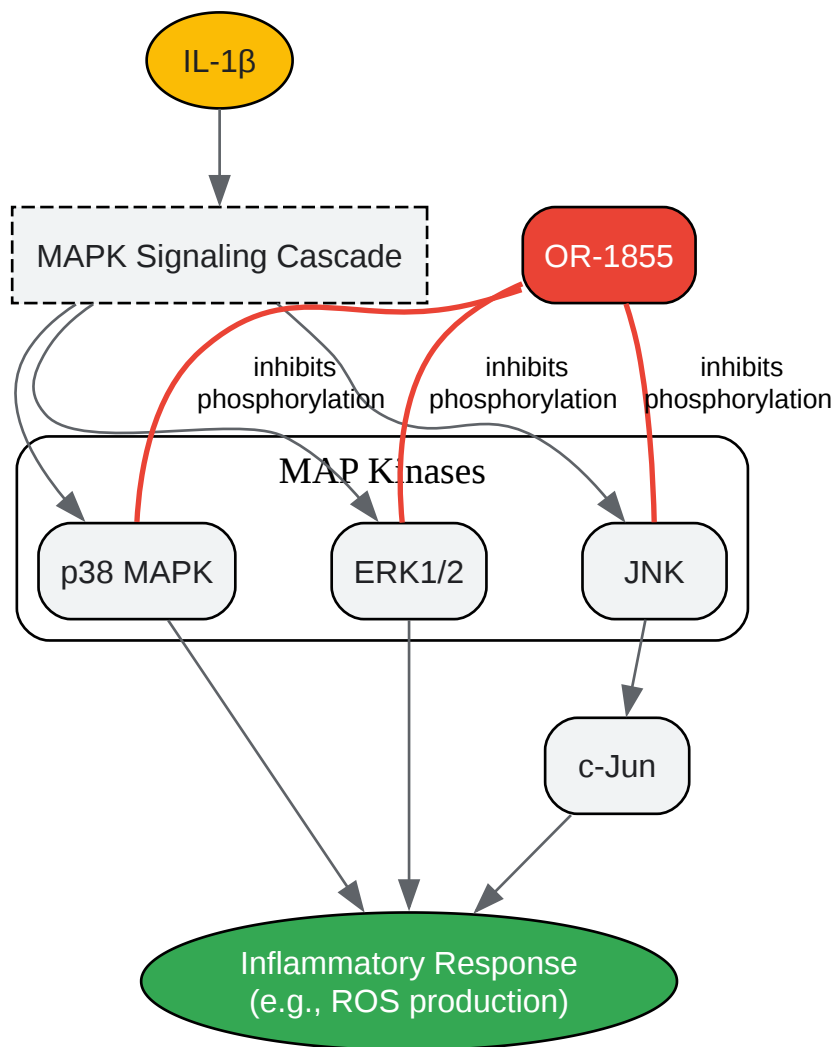 IL-1β
MAPK Signaling Cascade
OR-1855
inhibits
phosphorylation
inhibits
phosphorylation
inhibits
phosphorylation
MAP Kinases
p38 MAPK
ERK1/2
JNK
c-Jun
Inflammatory Response
(e.g., ROS production)